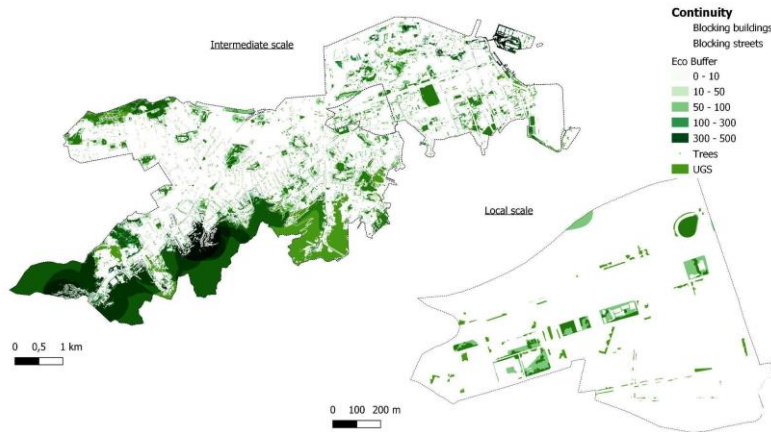 Continuity
Blocking buildings
Blocking streets
Eco Buffer
0 - 10
10 - 50
50 - 100
100 - 300
300 - 500
Trees
UGS
Intermediate scale
Local scale
0 0,5 1 km
0 100 200 m